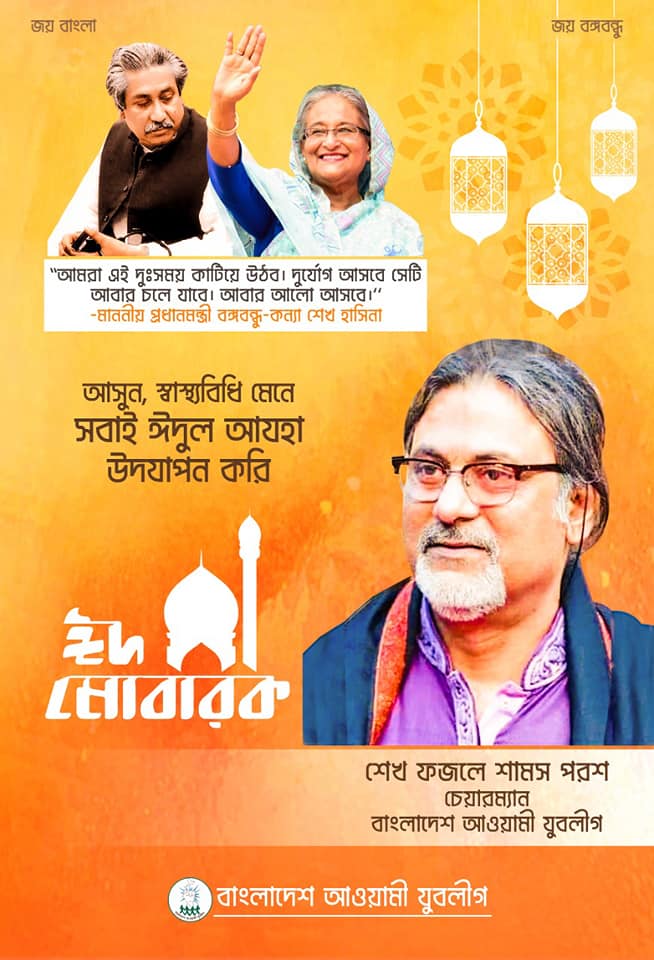 জয় বাংলা
জয় বঙ্গবন্ধু
“আমরা এই দুঃসময় কাটিয়ে উঠব। দুর্যোগ আসবে সেটি
আবার চলে যাবে। আবার আলো আসবে।‘‘
-মাননীয় প্রধানমন্ত্রী বঙ্গবন্ধু-কন্যা শেখ হাসিনা
আসুন, স্বাস্থ্যবিধি মেনে
সবাই ঈদুল আযহা
উদযাপন করি
ঈদ
মোবারক
শেখ ফজলে শামস পরশ
চেয়ারম্যান
বাংলাদেশ আওয়ামী যুবলীগ
বাংলাদেশ আওয়ামী যুবলীগ